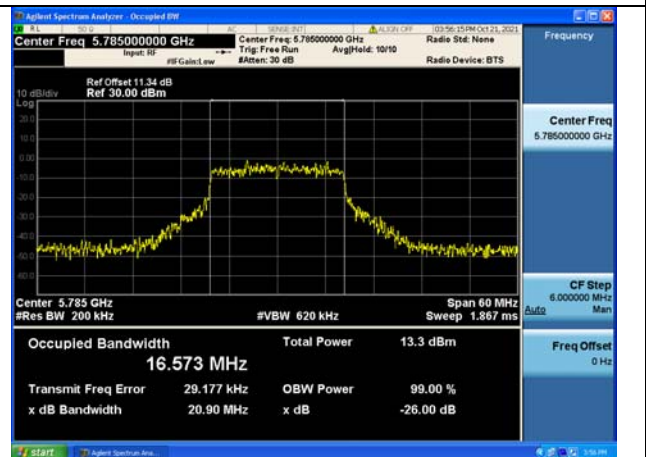 Agilent Spectrum Analyzer - Occupied BW
RL 50 Ω AC SENSE:INT ALIGN OFF 03:56:15 PM Oct 21, 2021
Center Freq 5.785000000 GHz
Input: RF
#IFGain:Low
Center Freq: 5.785000000 GHz
Trig: Free Run Avg|Hold: 10/10
#Atten: 30 dB
Radio Std: None
Radio Device: BTS
Frequency
Ref Offset 11.34 dB
10 dB/div Ref 30.00 dBm
Log
20.0
10.0
0.00
-10.0
-20.0
-30.0
-40.0
-50.0
-60.0
Center Freq
5.785000000 GHz
Center 5.785 GHz Span 60 MHz
#Res BW 200 kHz #VBW 620 kHz Sweep 1.867 ms
CF Step
6.000000 MHz
Auto Man
Occupied Bandwidth Total Power 13.3 dBm
16.573 MHz
Transmit Freq Error 29.177 kHz OBW Power 99.00 %
x dB Bandwidth 20.90 MHz x dB -26.00 dB
Freq Offset
0 Hz
start Agilent Spectrum Ana... 3:56 PM